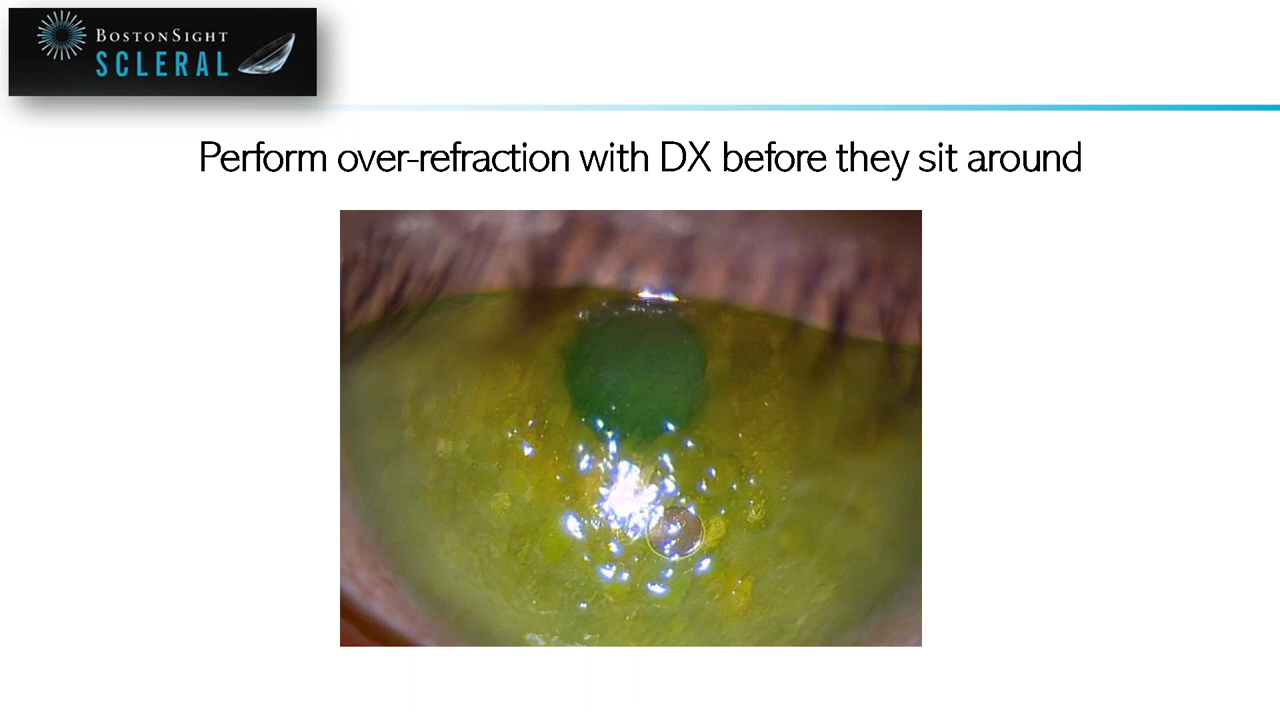 BOSTONSIGHT
SCLERAL
Perform over-refraction with DX before they sit around